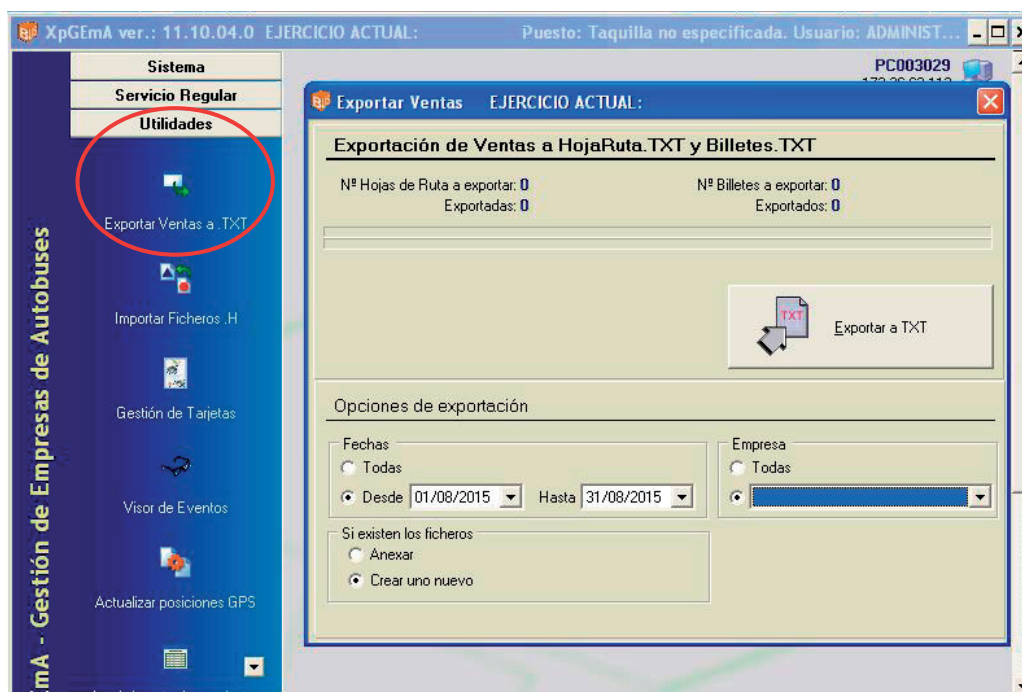 XpGEmA ver.: 11.10.04.0 EJERCICIO ACTUAL: Puesto: Taquilla no especificada. Usuario: ADMINIST...
Sistema
Servicio Regular
Utilidades
Exportar Ventas a .TXT
Importar Ficheros .H
Gestión de Tarjetas
Visor de Eventos
Actualizar posiciones GPS
EmA - Gestión de Empresas de Autobuses
PC003029
Exportar Ventas EJERCICIO ACTUAL:
Exportación de Ventas a HojaRuta.TXT y Billetes.TXT
Nº Hojas de Ruta a exportar: 0 Nº Billetes a exportar: 0
Exportadas: 0 Exportados: 0
TXT
Exportar a TXT
Opciones de exportación
Fechas
Todas
Desde 01/08/2015 Hasta 31/08/2015
Empresa
Todas
Si existen los ficheros
Anexar
Crear uno nuevo